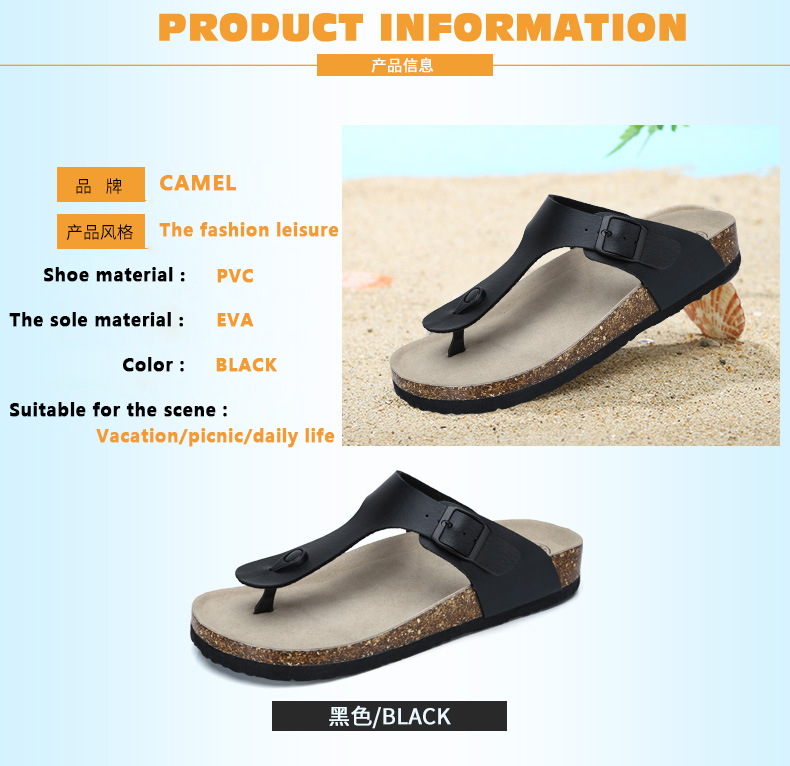 PRODUCT INFORMATION
产品信息
品 牌 CAMEL
产品风格 The fashion leisure
Shoe material : PVC
The sole material : EVA
Color : BLACK
Suitable for the scene :
Vacation/picnic/daily life
黑色/BLACK